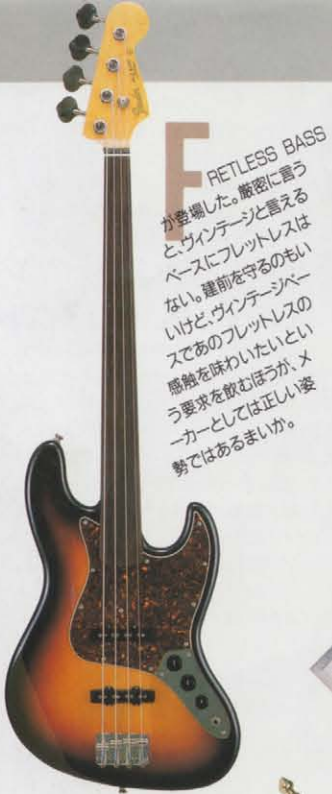 FRETLESS BASS
が登場した。厳密に言う
と、ヴィンテージと言える
ベースにフレットレスは
ない。建前を守るのもい
いけど、ヴィンテージベー
スであのフレットレスの
感触を味わいたいとい
う要求を飲むほうが、メ
ーカーとしては正しい姿
勢ではあるまいか。
Fender